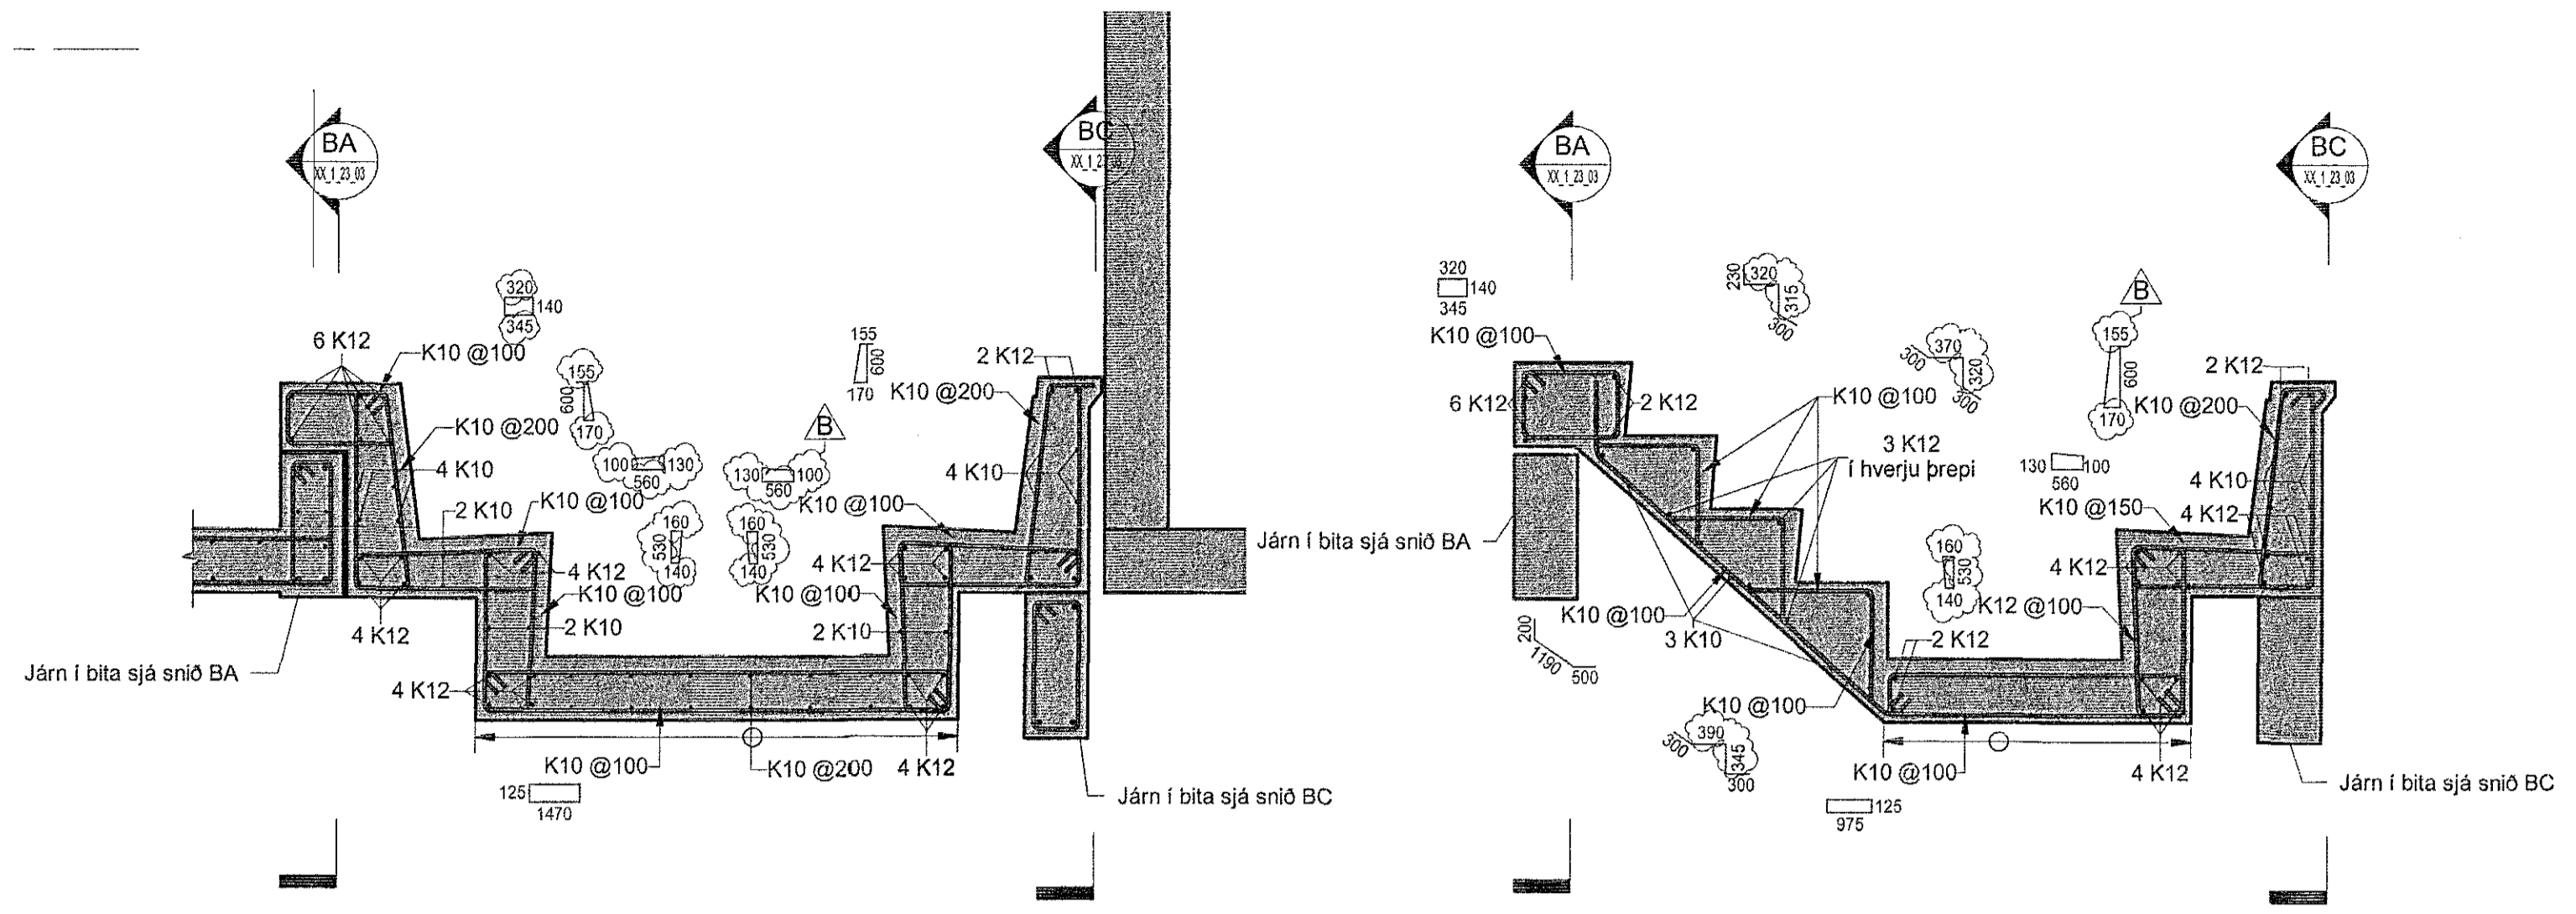 BA
XX_1_23_03
BC
BA
XX_1_23_03
BC
XX_1_23_03
320
140
345
6 K12
K10 @100
155
600
170
K10 @200
4 K10
100
130
560
K10 @100
2 K10
160
530
140
4 K12
K10 @100
2 K10
4 K12
Járn í bita sjá snið BA
4 K12
B
155
600
170
2 K12
K10 @200
4 K10
130
100
560
K10 @100
160
530
140
4 K12
K10 @100
2 K10
K10 @100
K10 @200
4 K12
125
1470
Járn í bita sjá snið BC
320
140
345
K10 @100
6 K12
2 K12
230
320
315
300
K10 @100
3 K12
í hverju þrepi
300
370
320
300
B
155
600
170
2 K12
K10 @200
130
100
560
4 K10
K10 @150
4 K12
Járn í bita sjá snið BA
160
530
140
4 K12
K12 @100
K10 @100
3 K10
200
1190
500
2 K12
K10 @100
300
390
345
300
K10 @100
4 K12
125
975
Járn í bita sjá snið BC